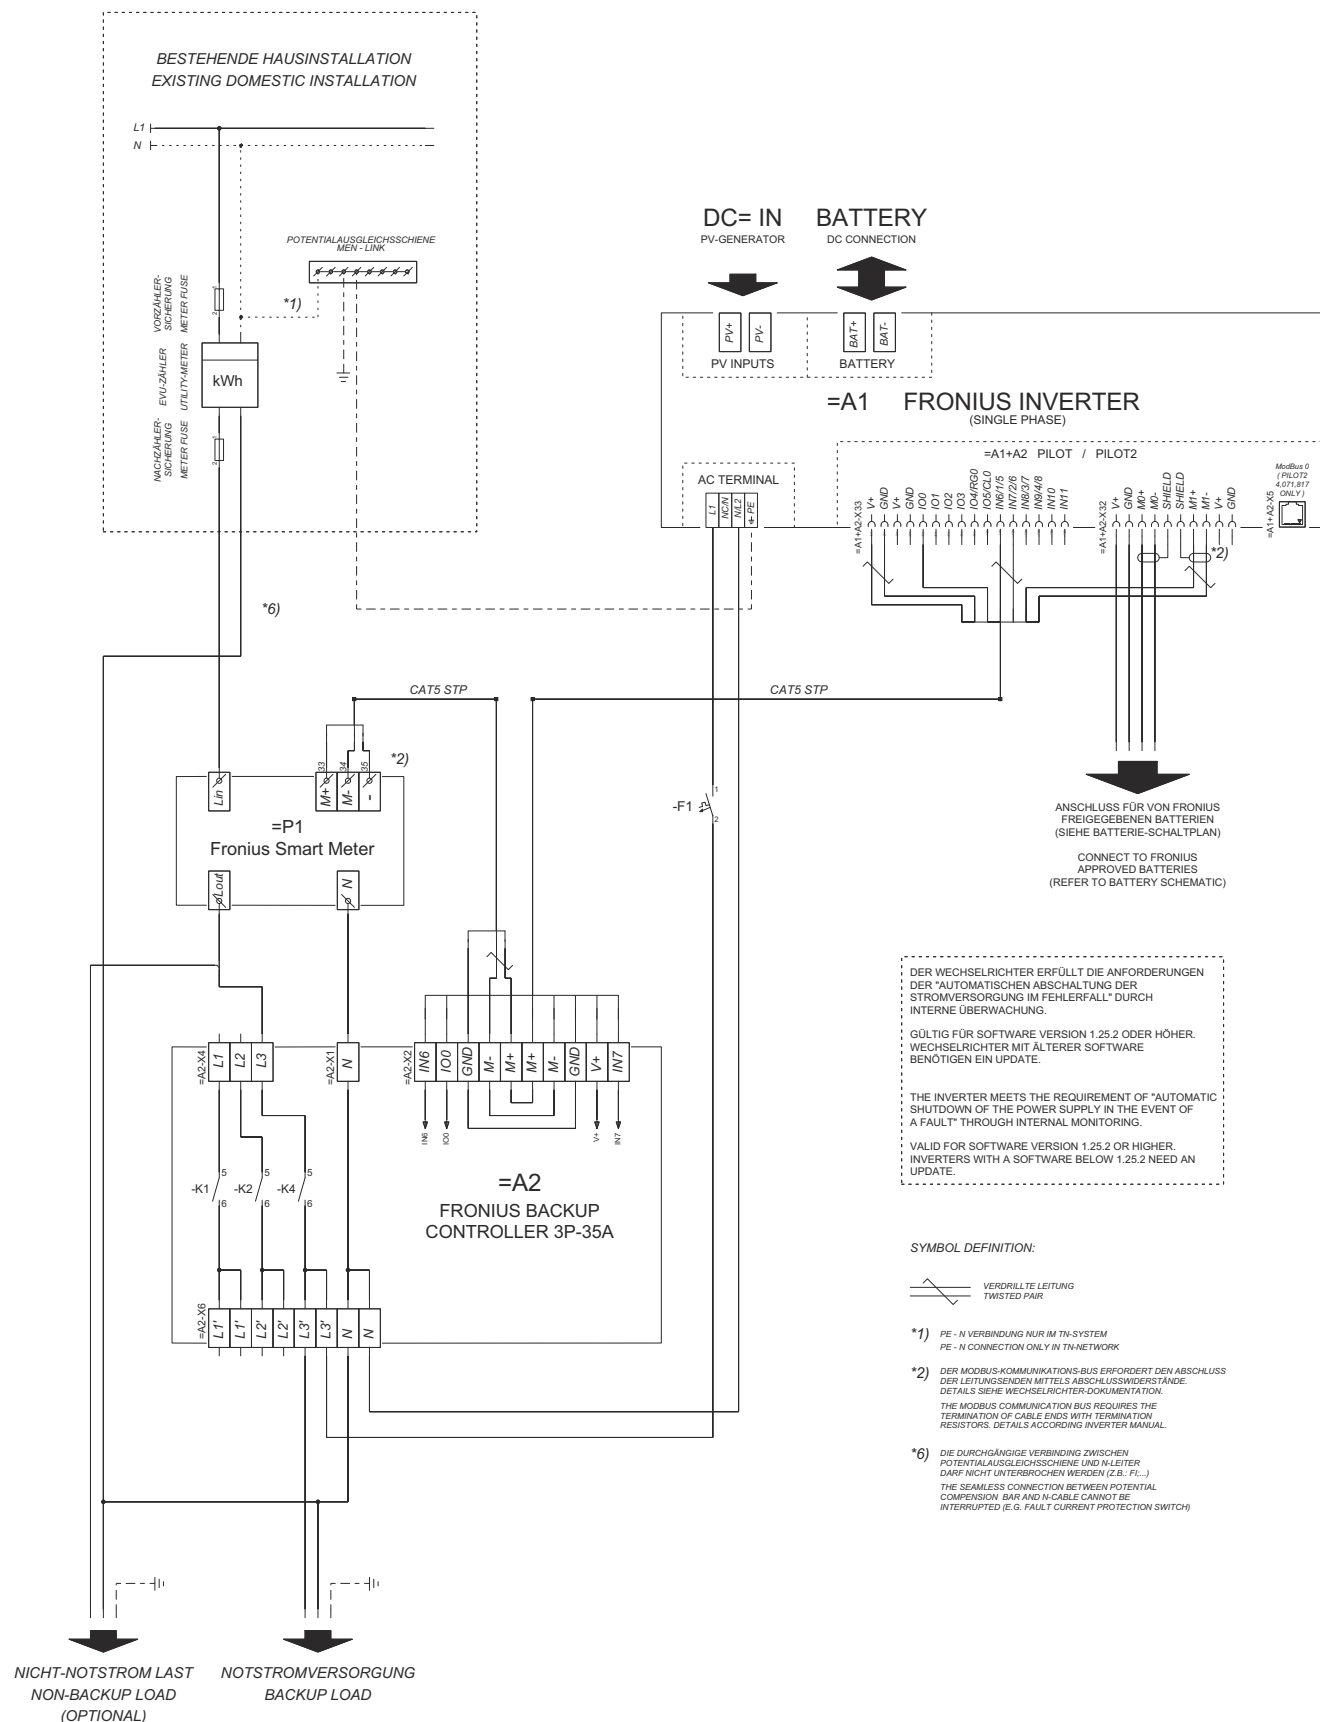 BESTEHENDE HAUSINSTALLATION
EXISTING DOMESTIC INSTALLATION
L1
N
POTENTIALAUSGLEICHSSCHIENE
MEN - LINK
*1)
VORZÄHLER-
SICHERUNG
METER FUSE
1
2
EVU-ZÄHLER
UTILITY-METER
kWh
NACHZÄHLER-
SICHERUNG
METER FUSE
1
2
*6)
DC= IN
PV-GENERATOR
BATTERY
DC CONNECTION
PV+
PV-
PV INPUTS
BAT+
BAT-
BATTERY
=A1 FRONIUS INVERTER
(SINGLE PHASE)
=A1+A2 PILOT / PILOT2
AC TERMINAL
L1
NC/N
N/L2
PE
=A1+A2-X33
V+
GND
V+
GND
IO0
IO1
IO2
IO3
IO4/RG0
IO5/CL0
IN6/1/5
IN7/2/6
IN8/3/7
IN9/4/8
IN10
IN11
=A1+A2-X32
V+
GND
M0+
M0-
SHIELD
SHIELD
M1+
M1-
V+
GND
*2)
=A1+A2-X5
ModBus 0
( PILOT2
4,071,817
ONLY )
CAT5 STP
CAT5 STP
Lin
33
M+
34
M-
35
-
*2)
=P1
Fronius Smart Meter
Lout
N
-F1
1
2
ANSCHLUSS FÜR VON FRONIUS
FREIGEGEBENEN BATTERIEN
(SIEHE BATTERIE-SCHALTPLAN)
CONNECT TO FRONIUS
APPROVED BATTERIES
(REFER TO BATTERY SCHEMATIC)
DER WECHSELRICHTER ERFÜLLT DIE ANFORDERUNGEN
DER "AUTOMATISCHEN ABSCHALTUNG DER
STROMVERSORGUNG IM FEHLERFALL" DURCH
INTERNE ÜBERWACHUNG.
GÜLTIG FÜR SOFTWARE VERSION 1.25.2 ODER HÖHER.
WECHSELRICHTER MIT ÄLTERER SOFTWARE
BENÖTIGEN EIN UPDATE.
THE INVERTER MEETS THE REQUIREMENT OF "AUTOMATIC
SHUTDOWN OF THE POWER SUPPLY IN THE EVENT OF
A FAULT" THROUGH INTERNAL MONITORING.
VALID FOR SOFTWARE VERSION 1.25.2 OR HIGHER.
INVERTERS WITH A SOFTWARE BELOW 1.25.2 NEED AN
UPDATE.
=A2-X4
L1
L2
L3
=A2-X1
N
=A2-X2
IN6
IO0
GND
M-
M+
M+
M-
GND
V+
IN7
IN6
IO0
V+
IN7
-K1
5
6
-K2
5
6
-K4
5
6
=A2
FRONIUS BACKUP
CONTROLLER 3P-35A
=A2-X6
L1'
L1'
L2'
L2'
L3'
L3'
N
N
SYMBOL DEFINITION:
VERDRILLTE LEITUNG
TWISTED PAIR
*1) PE - N VERBINDUNG NUR IM TN-SYSTEM
PE - N CONNECTION ONLY IN TN-NETWORK
*2) DER MODBUS-KOMMUNIKATIONS-BUS ERFORDERT DEN ABSCHLUSS
DER LEITUNGSENDEN MITTELS ABSCHLUSSWIDERSTÄNDE.
DETAILS SIEHE WECHSELRICHTER-DOKUMENTATION.
THE MODBUS COMMUNICATION BUS REQUIRES THE
TERMINATION OF CABLE ENDS WITH TERMINATION
RESISTORS. DETAILS ACCORDING INVERTER MANUAL.
*6) DIE DURCHGÄNGIGE VERBINDING ZWISCHEN
POTENTIALAUSGLEICHSSCHIENE UND N-LEITER
DARF NICHT UNTERBROCHEN WERDEN (Z.B.: FI;...)
THE SEAMLESS CONNECTION BETWEEN POTENTIAL
COMPENSION BAR AND N-CABLE CANNOT BE
INTERRUPTED (E.G. FAULT CURRENT PROTECTION SWITCH)
NICHT-NOTSTROM LAST
NON-BACKUP LOAD
(OPTIONAL)
NOTSTROMVERSORGUNG
BACKUP LOAD